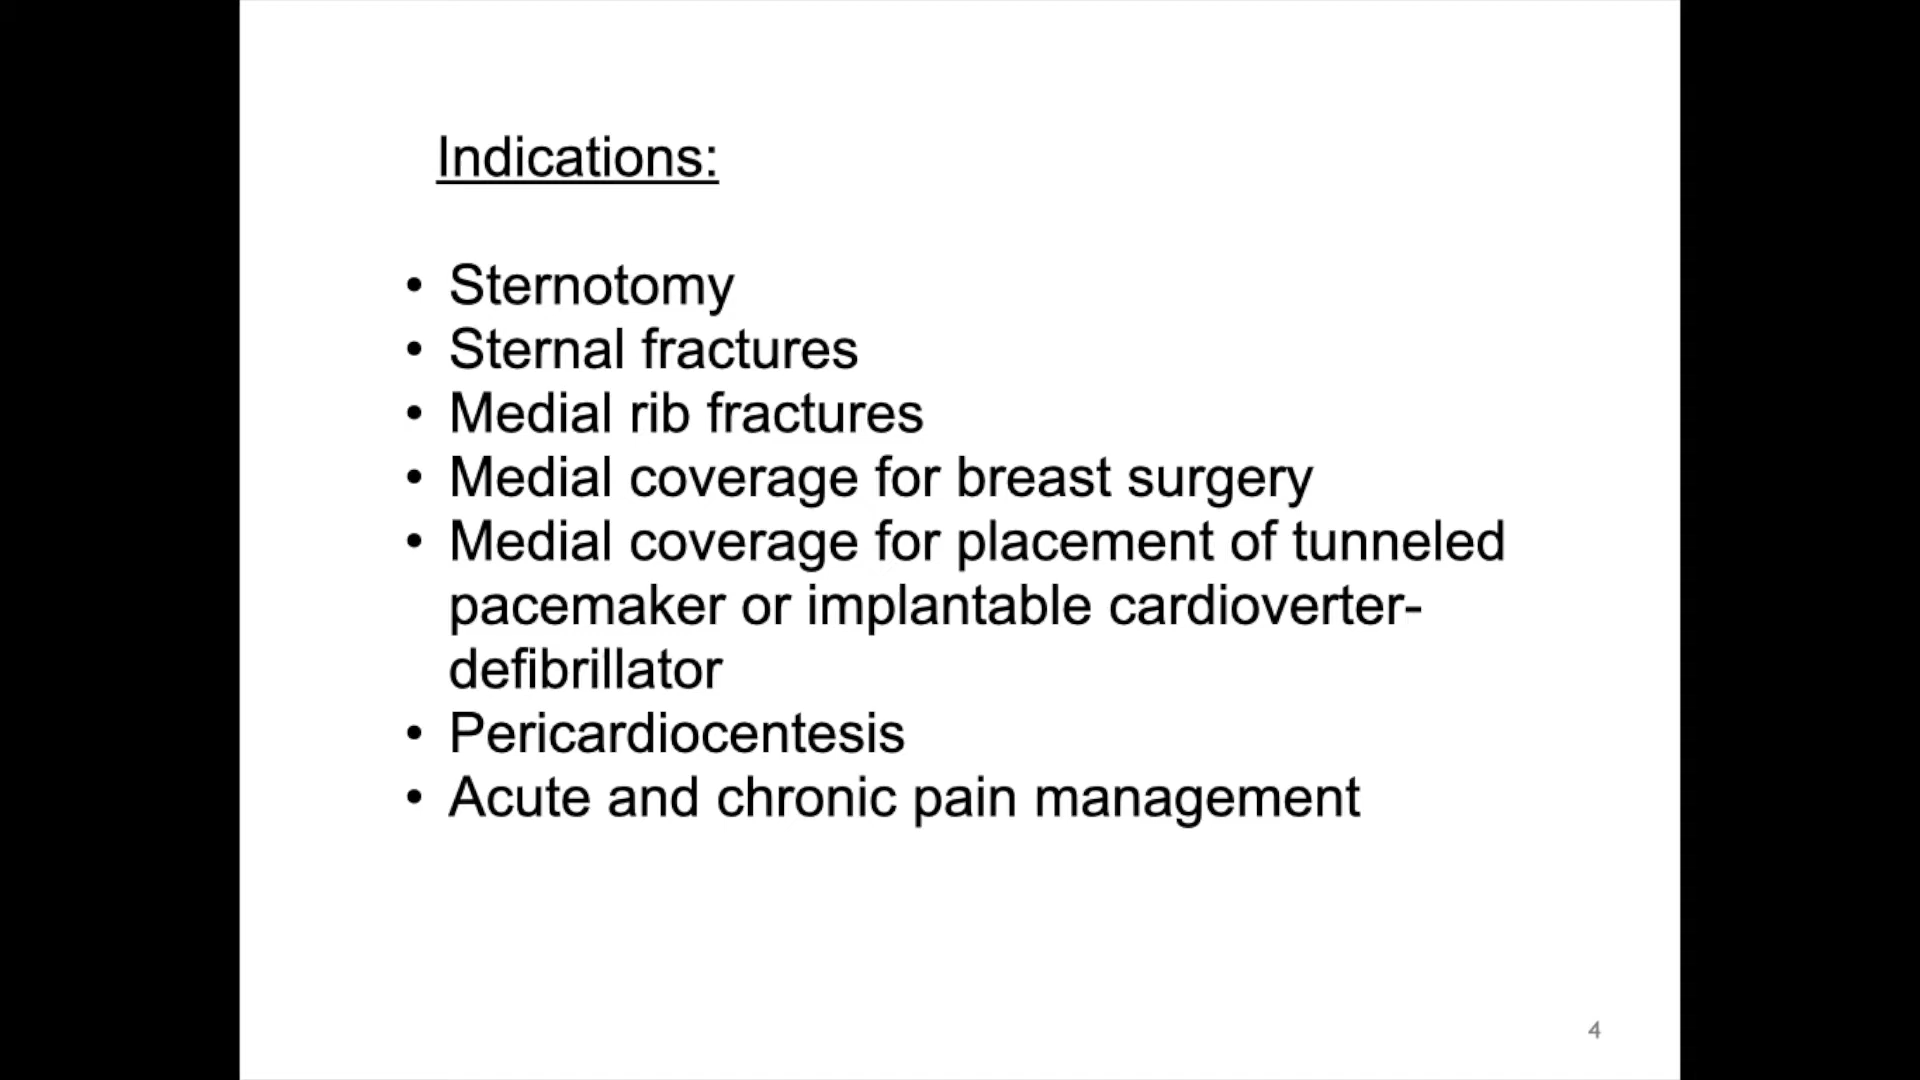 Indications:
• Sternotomy
• Sternal fractures
• Medial rib fractures
• Medial coverage for breast surgery
• Medial coverage for placement of tunneled
pacemaker or implantable cardioverter-
defibrillator
• Pericardiocentesis
• Acute and chronic pain management
4